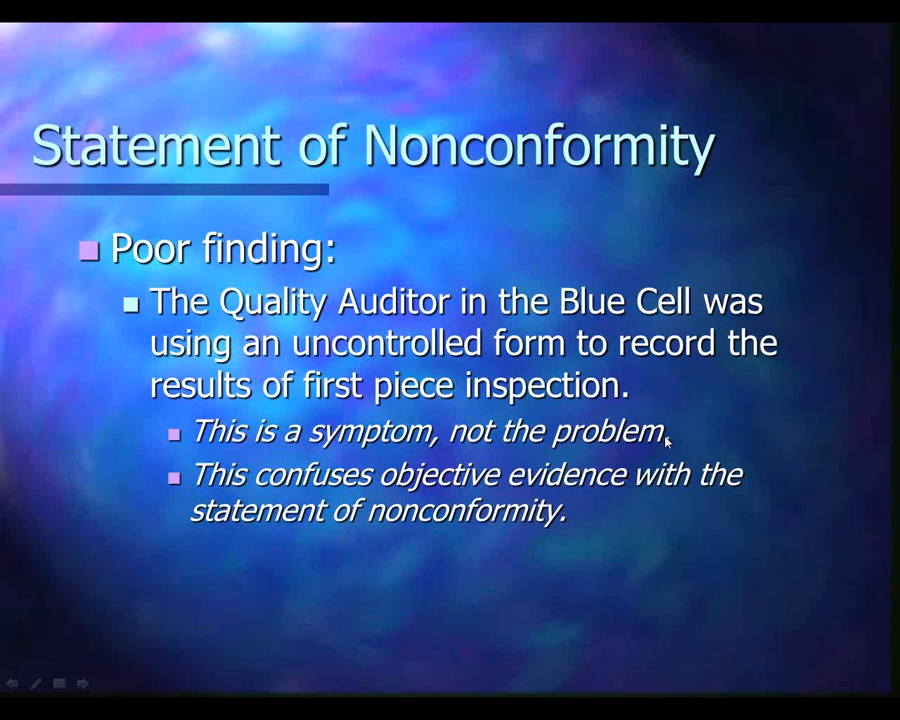 Statement of Nonconformity
Poor finding:
The Quality Auditor in the Blue Cell was
using an uncontrolled form to record the
results of first piece inspection.
This is a symptom, not the problem.
This confuses objective evidence with the
statement of nonconformity.